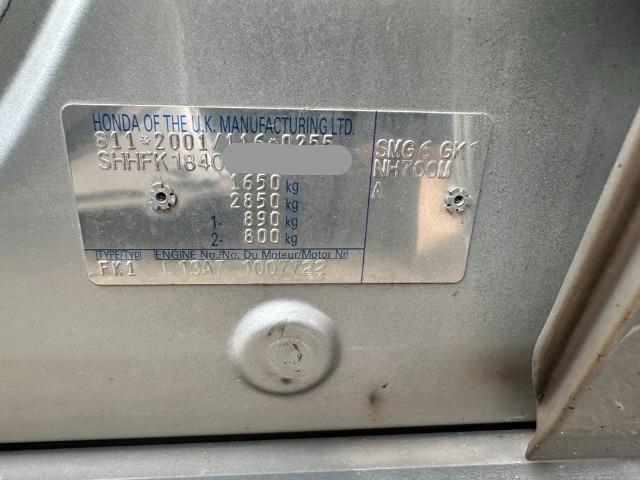 HONDA OF THE U.K. MANUFACTURING LTD.
811*2001/116*0255
SHHFK1840
1650 kg
2850 kg
1- 890 kg
2- 800 kg
TYPE/TYP ENGINE No./No. Du Moteur/Motor Nr
FK1 L13A7 1007722
SMG6 GK1
NH700M
A